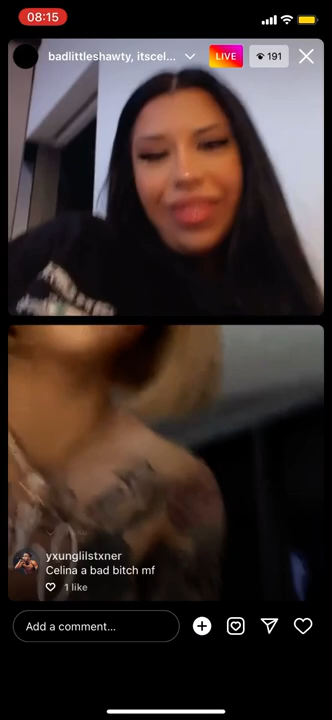 08:15
badlittleshawty, itscel...
LIVE
191
yxunglilstxner
Celina a bad bitch mf
1 like
Add a comment...